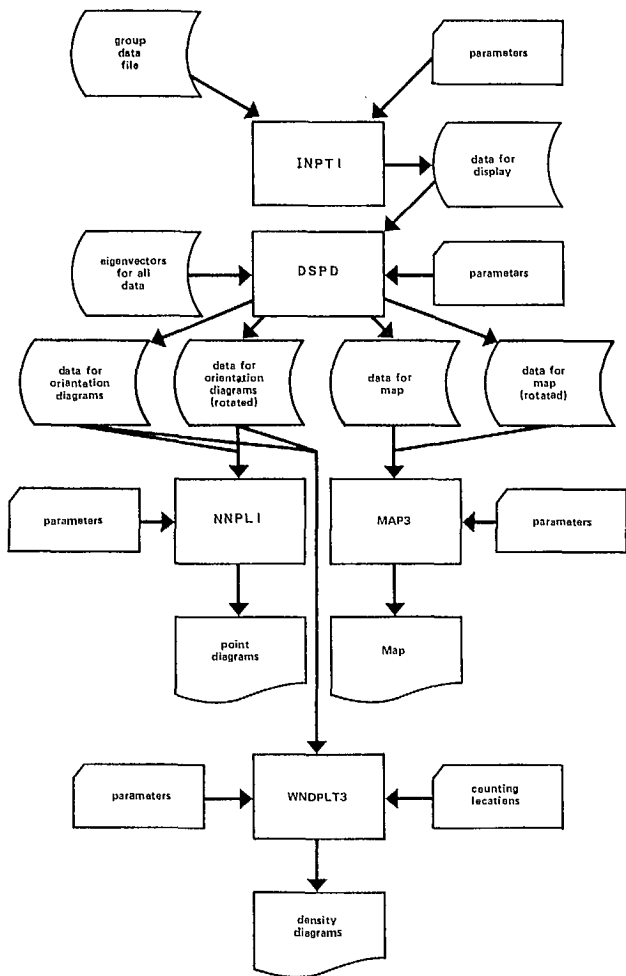 group
data
file
parameters
INPT1
data for
display
eigenvectors
for all
data
DSPD
parameters
data for
orientation
diagrams
data for
orientation
diagrams
(rotated)
data for
map
data for
map
(rotated)
parameters
NNPL1
MAP3
parameters
point
diagrams
Map
parameters
WNDPLT3
counting
locations
density
diagrams